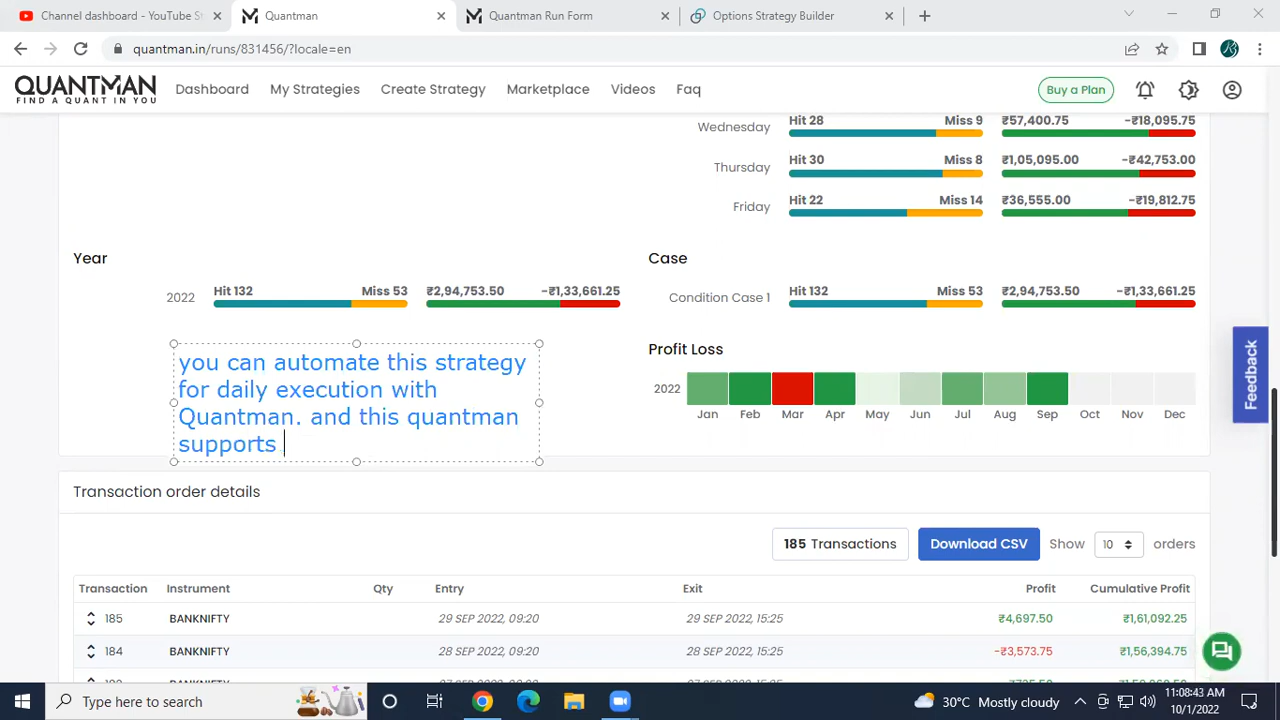 Channel dashboard - YouTube St
Quantman
Quantman Run Form
Options Strategy Builder
quantman.in/runs/831456/?locale=en
QUANTMAN
FIND A QUANT IN YOU
Dashboard
My Strategies
Create Strategy
Marketplace
Videos
Faq
Buy a Plan
Wednesday
Hit 28
Miss 9
₹57,400.75
-₹18,095.75
Thursday
Hit 30
Miss 8
₹1,05,095.00
-₹42,753.00
Friday
Hit 22
Miss 14
₹36,555.00
-₹19,812.75
Year
2022
Hit 132
Miss 53
₹2,94,753.50
-₹1,33,661.25
Case
Condition Case 1
Hit 132
Miss 53
₹2,94,753.50
-₹1,33,661.25
you can automate this strategy
for daily execution with
Quantman. and this quantman
supports
Profit Loss
2022
Jan Feb Mar Apr May Jun Jul Aug Sep Oct Nov Dec
Feedback
Transaction order details
185 Transactions
Download CSV
Show 10 orders
Transaction Instrument Qty Entry Exit Profit Cumulative Profit
185 BANKNIFTY 29 SEP 2022, 09:20 29 SEP 2022, 15:25 ₹4,697.50 ₹1,61,092.25
184 BANKNIFTY 28 SEP 2022, 09:20 28 SEP 2022, 15:25 -₹3,573.75 ₹1,56,394.75
Type here to search
30°C Mostly cloudy
11:08:43 AM
10/1/2022